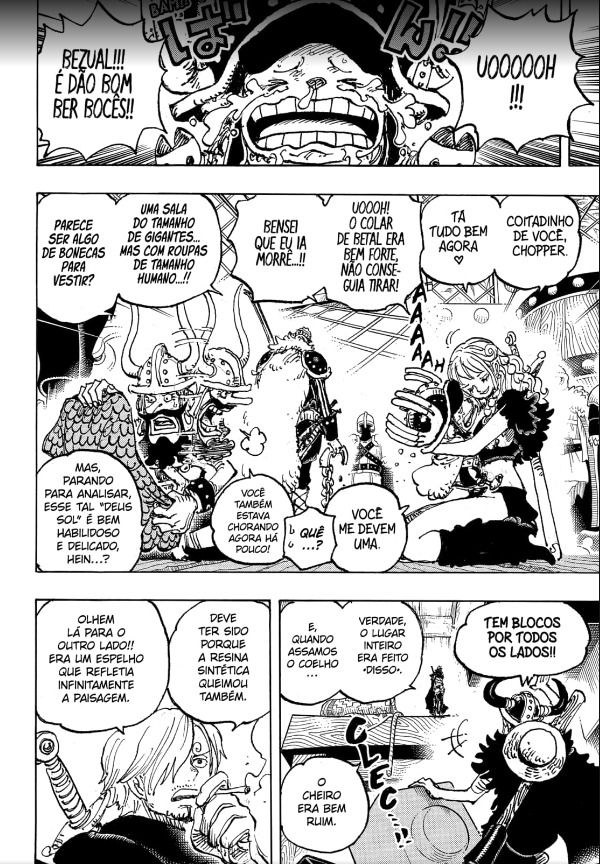 UOOOOOH
!!!
BAMB
ばん!!
BEZUAL!!!
É DÃO BOM
BER BOCÊS!!
COITADINHO
DE VOCÊ,
CHOPPER.
TÁ
TUDO BEM
AGORA
♡
AAAAAAH
UOOOH!
O COLAR
DE BETAL ERA
BEM FORTE,
NÃO CONSE-
GUIA TIRAR!
BENSEI
QUE EU IA
MORRÊ...!!
UMA SALA
DO TAMANHO
DE GIGANTES...
MAS COM ROUPAS
DE TAMANHO
HUMANO...!!
PARECE
SER ALGO
DE BONECAS
PARA
VESTIR?
VOCÊ
ME DEVEM
UMA.
QUÊ
...?
VOCÊ
TAMBÉM
ESTAVA
CHORANDO
AGORA HÁ
POUCO!
MAS,
PARANDO
PARA ANALISAR,
ESSE TAL "DEUS
SOL" É BEM
HABILIDOSO
E DELICADO,
HEIN...?
TEM BLOCOS
POR TODOS
OS LADOS!!
VERDADE,
O LUGAR
INTEIRO
ERA FEITO
"DISSO".
E,
QUANDO
ASSAMOS
O COELHO
...
CLEC
...!!
O
CHEIRO
ERA BEM
RUIM.
DEVE
TER SIDO
PORQUE
A RESINA
SINTÉTICA
QUEIMOU
TAMBÉM.
OLHEM
LÁ PARA O
OUTRO LADO!!
ERA UM ESPELHO
QUE REFLETIA
INFINITAMENTE
A PAISAGEM.